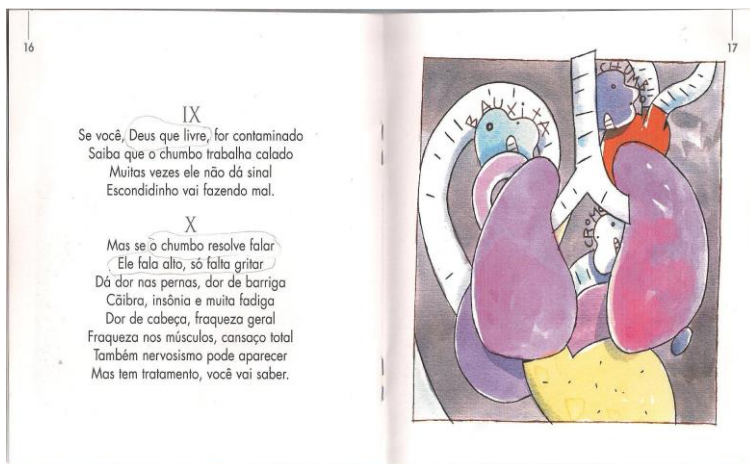 16
IX
Se você, Deus que livre, for contaminado
Saiba que o chumbo trabalha calado
Muitas vezes ele não dá sinal
Escondidinho vai fazendo mal.
X
Mas se o chumbo resolve falar
Ele fala alto, só falta gritar
Dá dor nas pernas, dor de barriga
Cãibra, insônia e muita fadiga
Dor de cabeça, fraqueza geral
Fraqueza nos músculos, cansaço total
Também nervosismo pode aparecer
Mas tem tratamento, você vai saber.
17
CHUMBO
BAUXITA
CROMO